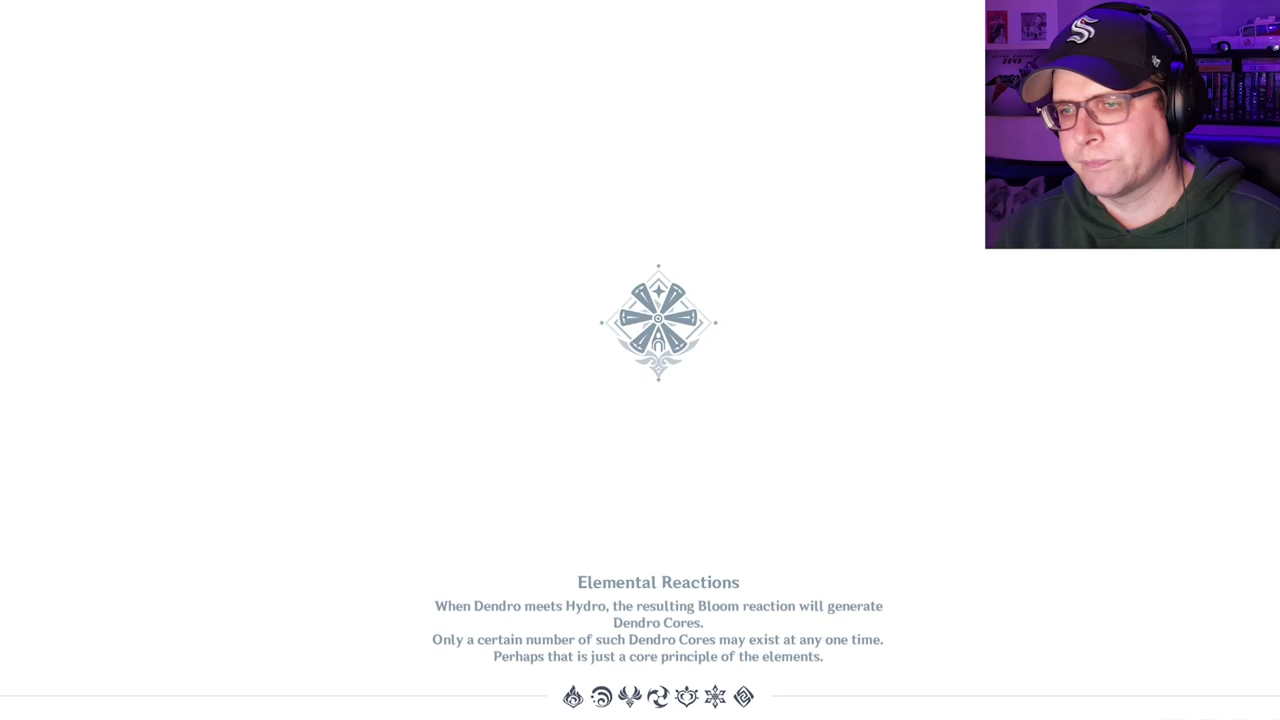 Elemental Reactions
When Dendro meets Hydro, the resulting Bloom reaction will generate
Dendro Cores.
Only a certain number of such Dendro Cores may exist at any one time.
Perhaps that is just a core principle of the elements.